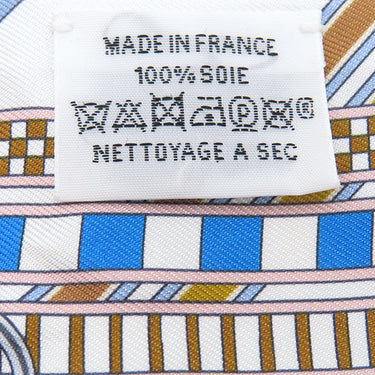 MADE IN FRANCE
100% SOIE
P ®
NETTOYAGE A SEC